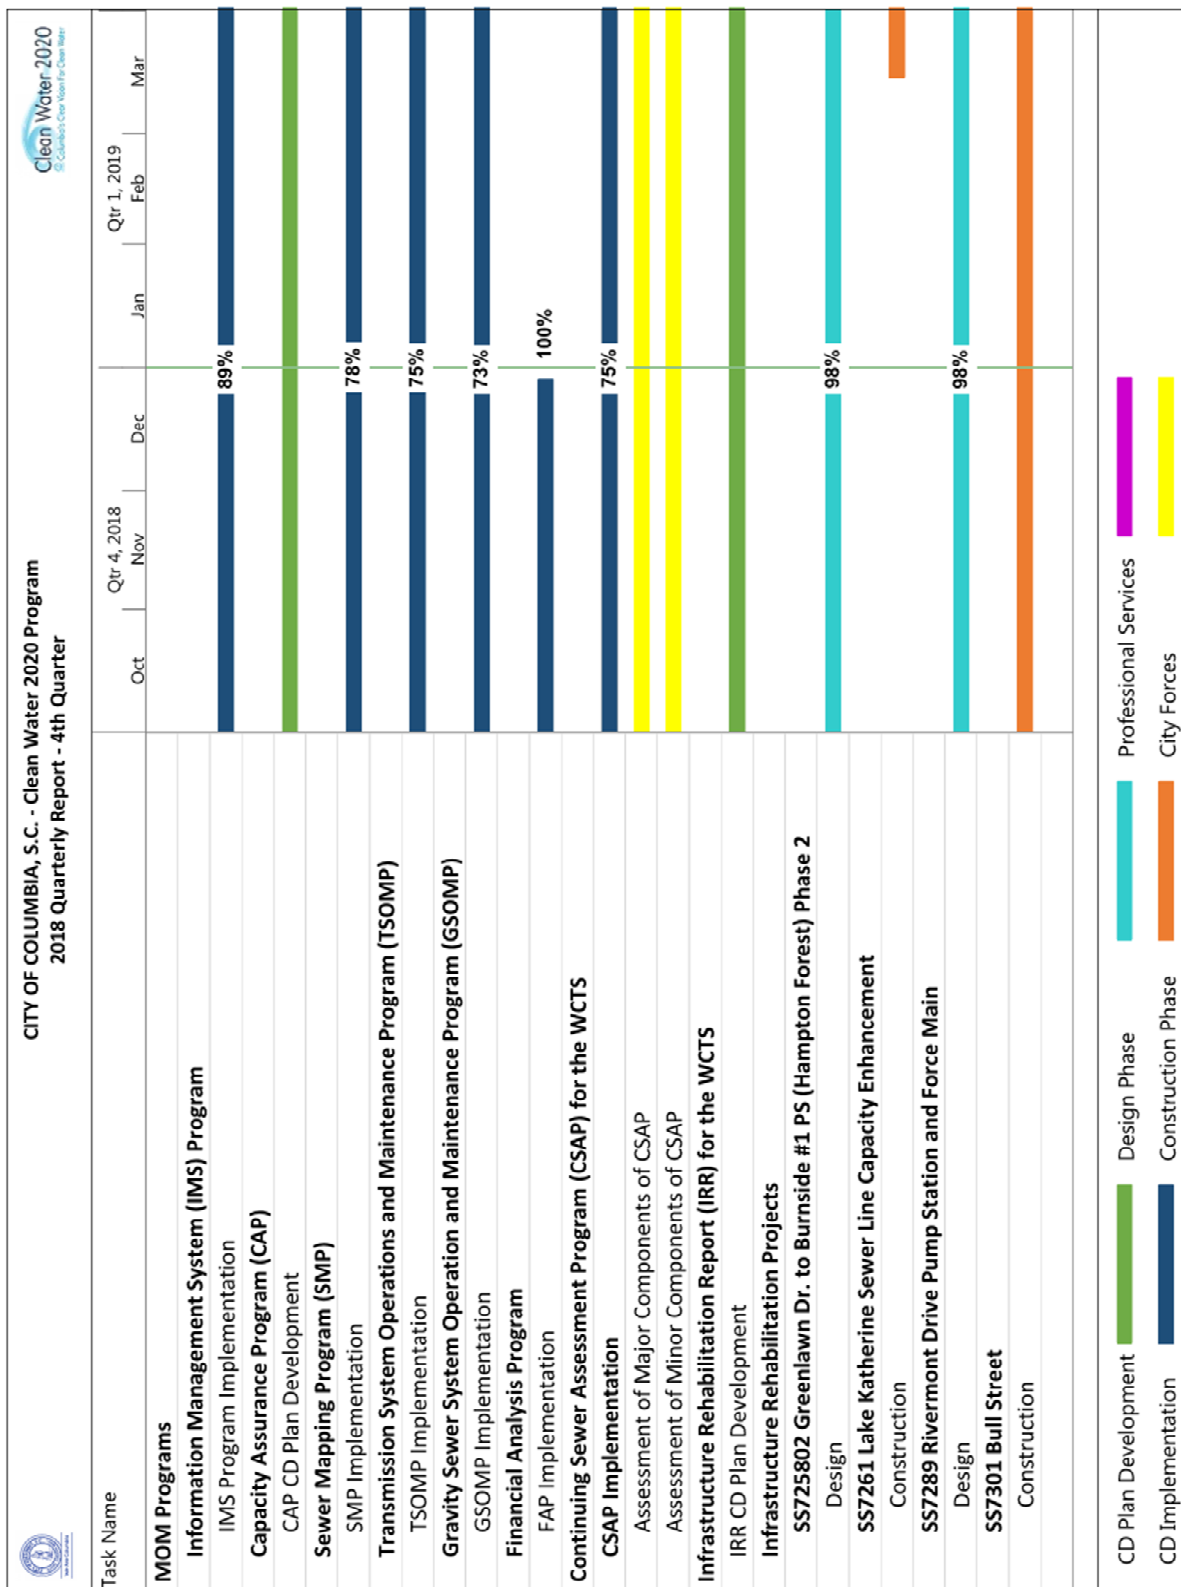 CITY OF COLUMBIA, S.C. - Clean Water 2020 Program
2018 Quarterly Report - 4th Quarter
Clean Water 2020
Columbia's Clear Vision For Clean Water
Task Name
Qtr 4, 2018
Qtr 1, 2019
Oct
Nov
Dec
Jan
Feb
Mar
MOM Programs
Information Management System (IMS) Program
IMS Program Implementation
89%
Capacity Assurance Program (CAP)
CAP CD Plan Development
Sewer Mapping Program (SMP)
SMP Implementation
78%
Transmission System Operations and Maintenance Program (TSOMP)
TSOMP Implementation
75%
Gravity Sewer System Operation and Maintenance Program (GSOMP)
GSOMP Implementation
73%
Financial Analysis Program
FAP Implementation
100%
Continuing Sewer Assessment Program (CSAP) for the WCTS
CSAP Implementation
75%
Assessment of Major Components of CSAP
Assessment of Minor Components of CSAP
Infrastructure Rehabilitation Report (IRR) for the WCTS
IRR CD Plan Development
Infrastructure Rehabilitation Projects
SS725802 Greenlawn Dr. to Burnside #1 PS (Hampton Forest) Phase 2
Design
98%
SS7261 Lake Katherine Sewer Line Capacity Enhancement
Construction
SS7289 Rivermont Drive Pump Station and Force Main
Design
98%
SS7301 Bull Street
Construction
CD Plan Development
Design Phase
Professional Services
CD Implementation
Construction Phase
City Forces